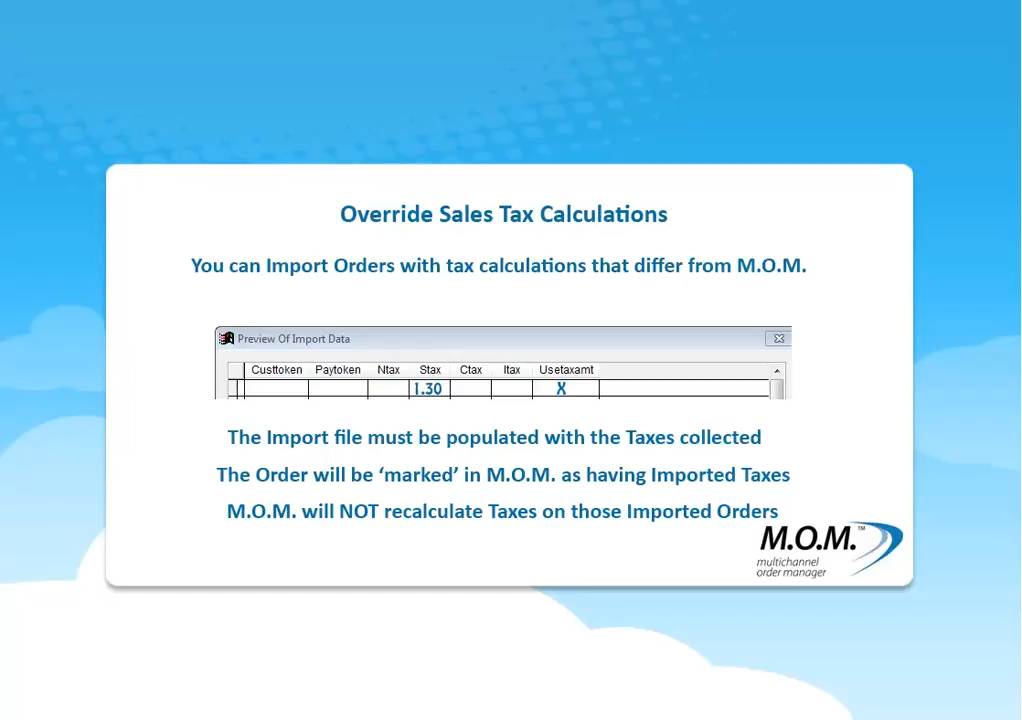 Override Sales Tax Calculations
You can Import Orders with tax calculations that differ from M.O.M.
Preview Of Import Data
Custtoken Paytoken Ntax Stax Ctax Itax Usetaxamt
1.30 X
The Import file must be populated with the Taxes collected
The Order will be ‘marked’ in M.O.M. as having Imported Taxes
M.O.M. will NOT recalculate Taxes on those Imported Orders
M.O.M.™
multichannel
order manager